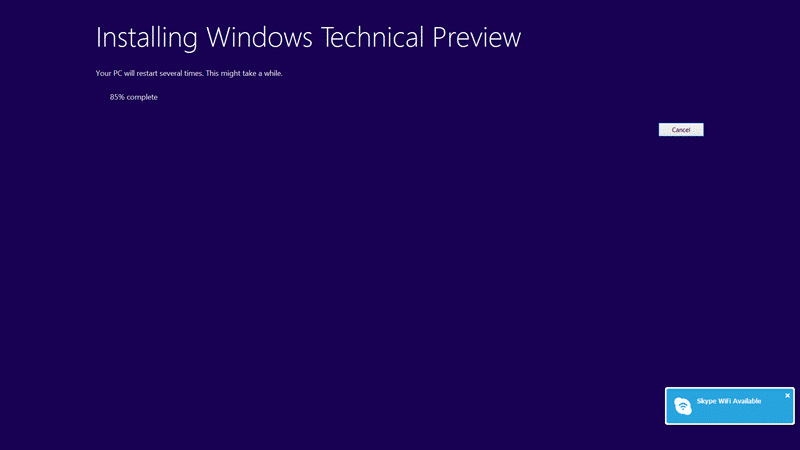 Installing Windows Technical Preview
Your PC will restart several times. This might take a while.
85% complete
Cancel
Skype WiFi Available